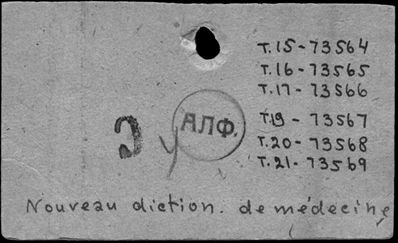 т.15-73564
т.16-73565
т.17-73566
т.19-73567
т.20-73568
т.21-73569
АЛФ.
Nouveau diction. de médecine